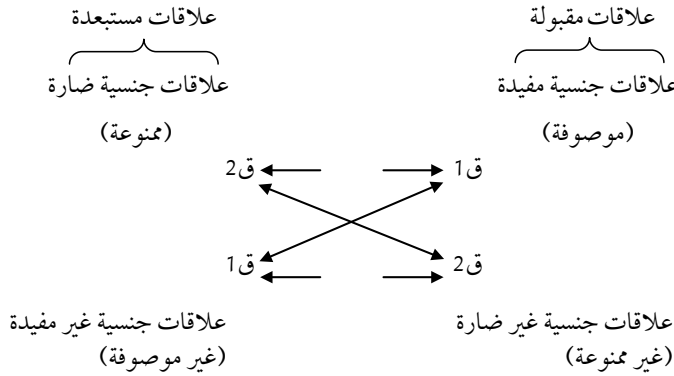 علاقات مقبولة
علاقات مستبعدة
علاقات جنسية مفيدة
علاقات جنسية ضارة
(موصوفة)
(ممنوعة)
ق1
ق2
ق2
ق1
علاقات جنسية غير ضارة
علاقات جنسية غير مفيدة
(غير ممنوعة)
(غير موصوفة)